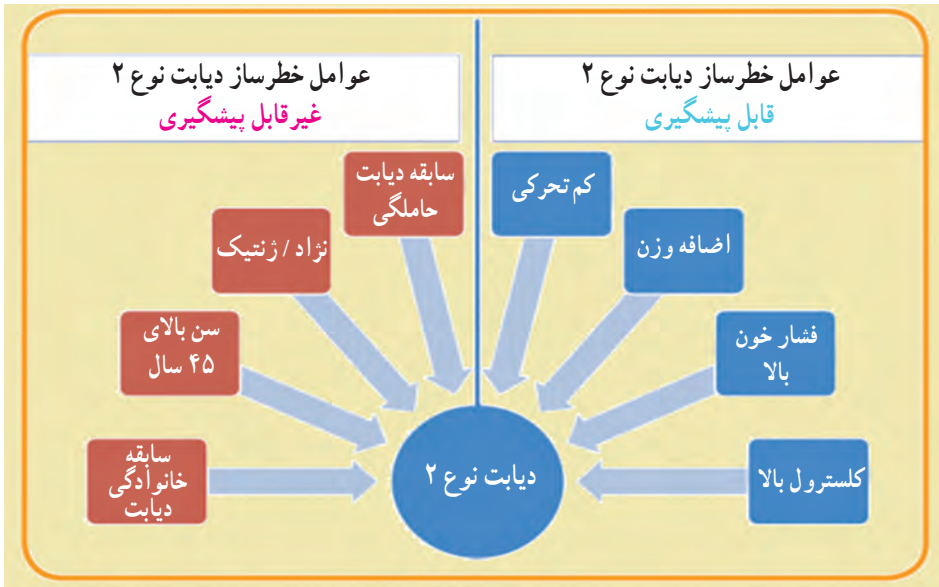 عوامل خطرساز دیابت نوع ۲
قابل پیشگیری
عوامل خطرساز دیابت نوع ۲
غیرقابل پیشگیری
کم تحرکی
اضافه وزن
فشار خون
بالا
کلسترول بالا
سابقه دیابت
حاملگی
نژاد / ژنتیک
سن بالای
۴۵ سال
سابقه
خانوادگی
دیابت
دیابت نوع ۲